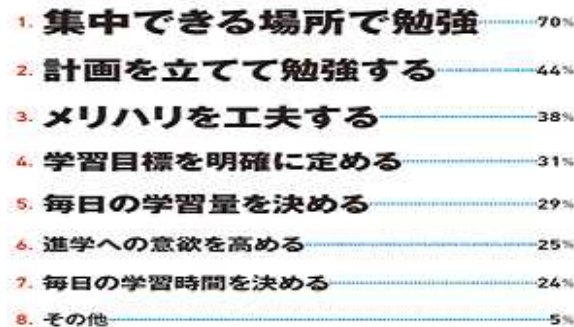 1. 集中できる場所で勉強 70%
2. 計画を立てて勉強する 44%
3. メリハリを工夫する 38%
4. 学習目標を明確に定める 31%
5. 毎日の学習量を決める 29%
6. 進学への意欲を高める 25%
7. 毎日の学習時間を決める 24%
8. その他 5%